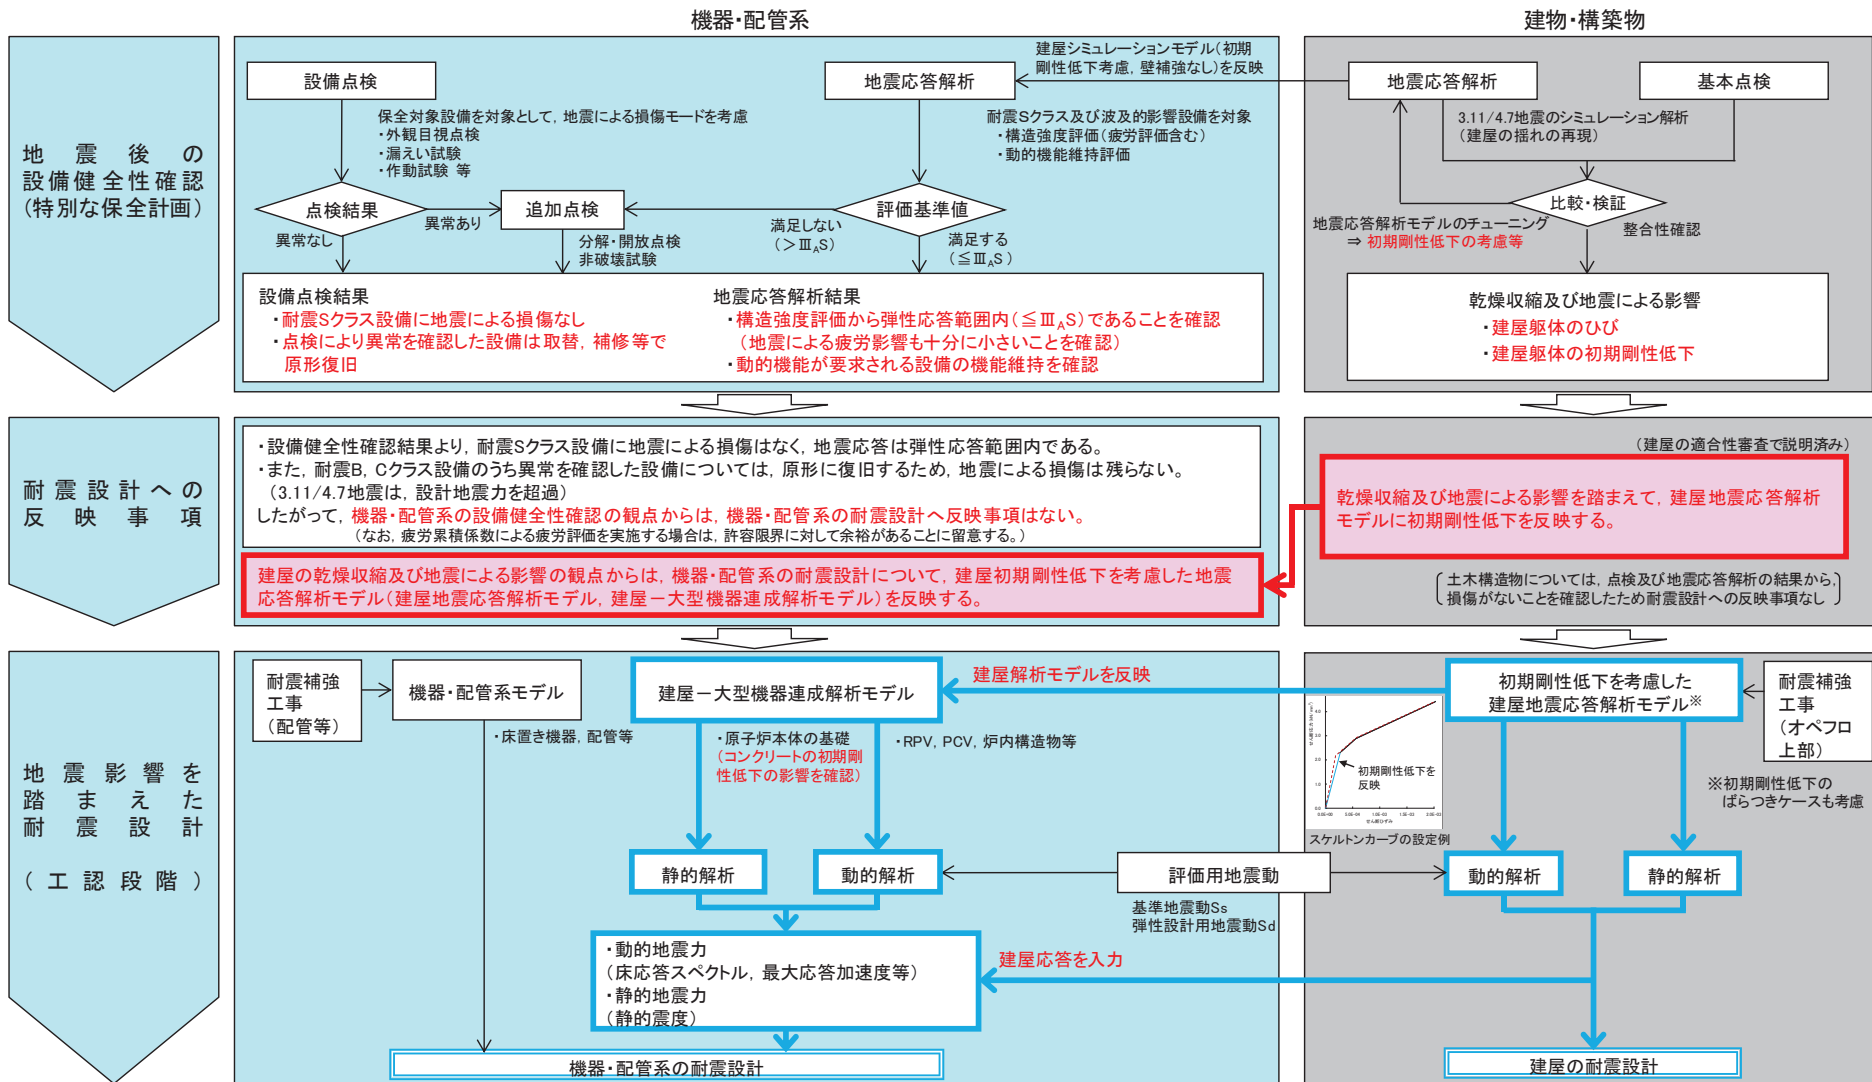 機器・配管系
建物・構築物
地震後の
設備健全性確認
(特別な保全計画)
設備点検
保全対象設備を対象として, 地震による損傷モードを考慮
・外観目視点検
・漏えい試験
・作動試験 等
点検結果
異常あり
異常なし
追加点検
分解・開放点検
非破壊試験
建屋シミュレーションモデル(初期
剛性低下考慮, 壁補強なし)を反映
地震応答解析
耐震Sクラス及び波及的影響設備を対象
・構造強度評価(疲労評価含む)
・動的機能維持評価
評価基準値
満足しない
(>ⅢAS)
満足する
(≦ⅢAS)
設備点検結果
・耐震Sクラス設備に地震による損傷なし
・点検により異常を確認した設備は取替, 補修等で
原形復旧
地震応答解析結果
・構造強度評価から弾性応答範囲内(≦ⅢAS)であることを確認
(地震による疲労影響も十分に小さいことを確認)
・動的機能が要求される設備の機能維持を確認
地震応答解析
基本点検
3.11/4.7地震のシミュレーション解析
(建屋の揺れの再現)
比較・検証
地震応答解析モデルのチューニング
⇒ 初期剛性低下の考慮等
整合性確認
乾燥収縮及び地震による影響
・建屋躯体のひび
・建屋躯体の初期剛性低下
耐震設計への
反映事項
・設備健全性確認結果より, 耐震Sクラス設備に地震による損傷はなく, 地震応答は弾性応答範囲内である。
・また, 耐震B, Cクラス設備のうち異常を確認した設備については, 原形に復旧するため, 地震による損傷は残らない。
(3.11/4.7地震は, 設計地震力を超過)
したがって, 機器・配管系の設備健全性確認の観点からは, 機器・配管系の耐震設計へ反映事項はない。
(なお, 疲労累積係数による疲労評価を実施する場合は, 許容限界に対して余裕があることに留意する。)
建屋の乾燥収縮及び地震による影響の観点からは, 機器・配管系の耐震設計について, 建屋初期剛性低下を考慮した地震
応答解析モデル(建屋地震応答解析モデル, 建屋-大型機器連成解析モデル)を反映する。
(建屋の適合性審査で説明済み)
乾燥収縮及び地震による影響を踏まえて, 建屋地震応答解析
モデルに初期剛性低下を反映する。
土木構造物については, 点検及び地震応答解析の結果から,
損傷がないことを確認したため耐震設計への反映事項なし
地震影響を
踏まえた
耐震設計
(工認段階)
耐震補強
工事
(配管等)
機器・配管系モデル
・床置き機器, 配管等
建屋-大型機器連成解析モデル
・原子炉本体の基礎
(コンクリートの初期剛
性低下の影響を確認)
・RPV, PCV, 炉内構造物等
静的解析
動的解析
・動的地震力
(床応答スペクトル, 最大応答加速度等)
・静的地震力
(静的震度)
機器・配管系の耐震設計
建屋解析モデルを反映
初期剛性低下を考慮した
建屋地震応答解析モデル※
耐震補強
工事
(オペフロ
上部)
※初期剛性低下の
ばらつきケースも考慮
4.0
3.0
2.0
1.0
0.0
初期剛性低下を
反映
0.0E+00 5.0E-04 1.0E-03 1.5E-03 2.0E-03
せん断ひずみ
スケルトンカーブの設定例
評価用地震動
基準地震動Ss
弾性設計用地震動Sd
建屋応答を入力
動的解析
静的解析
建屋の耐震設計